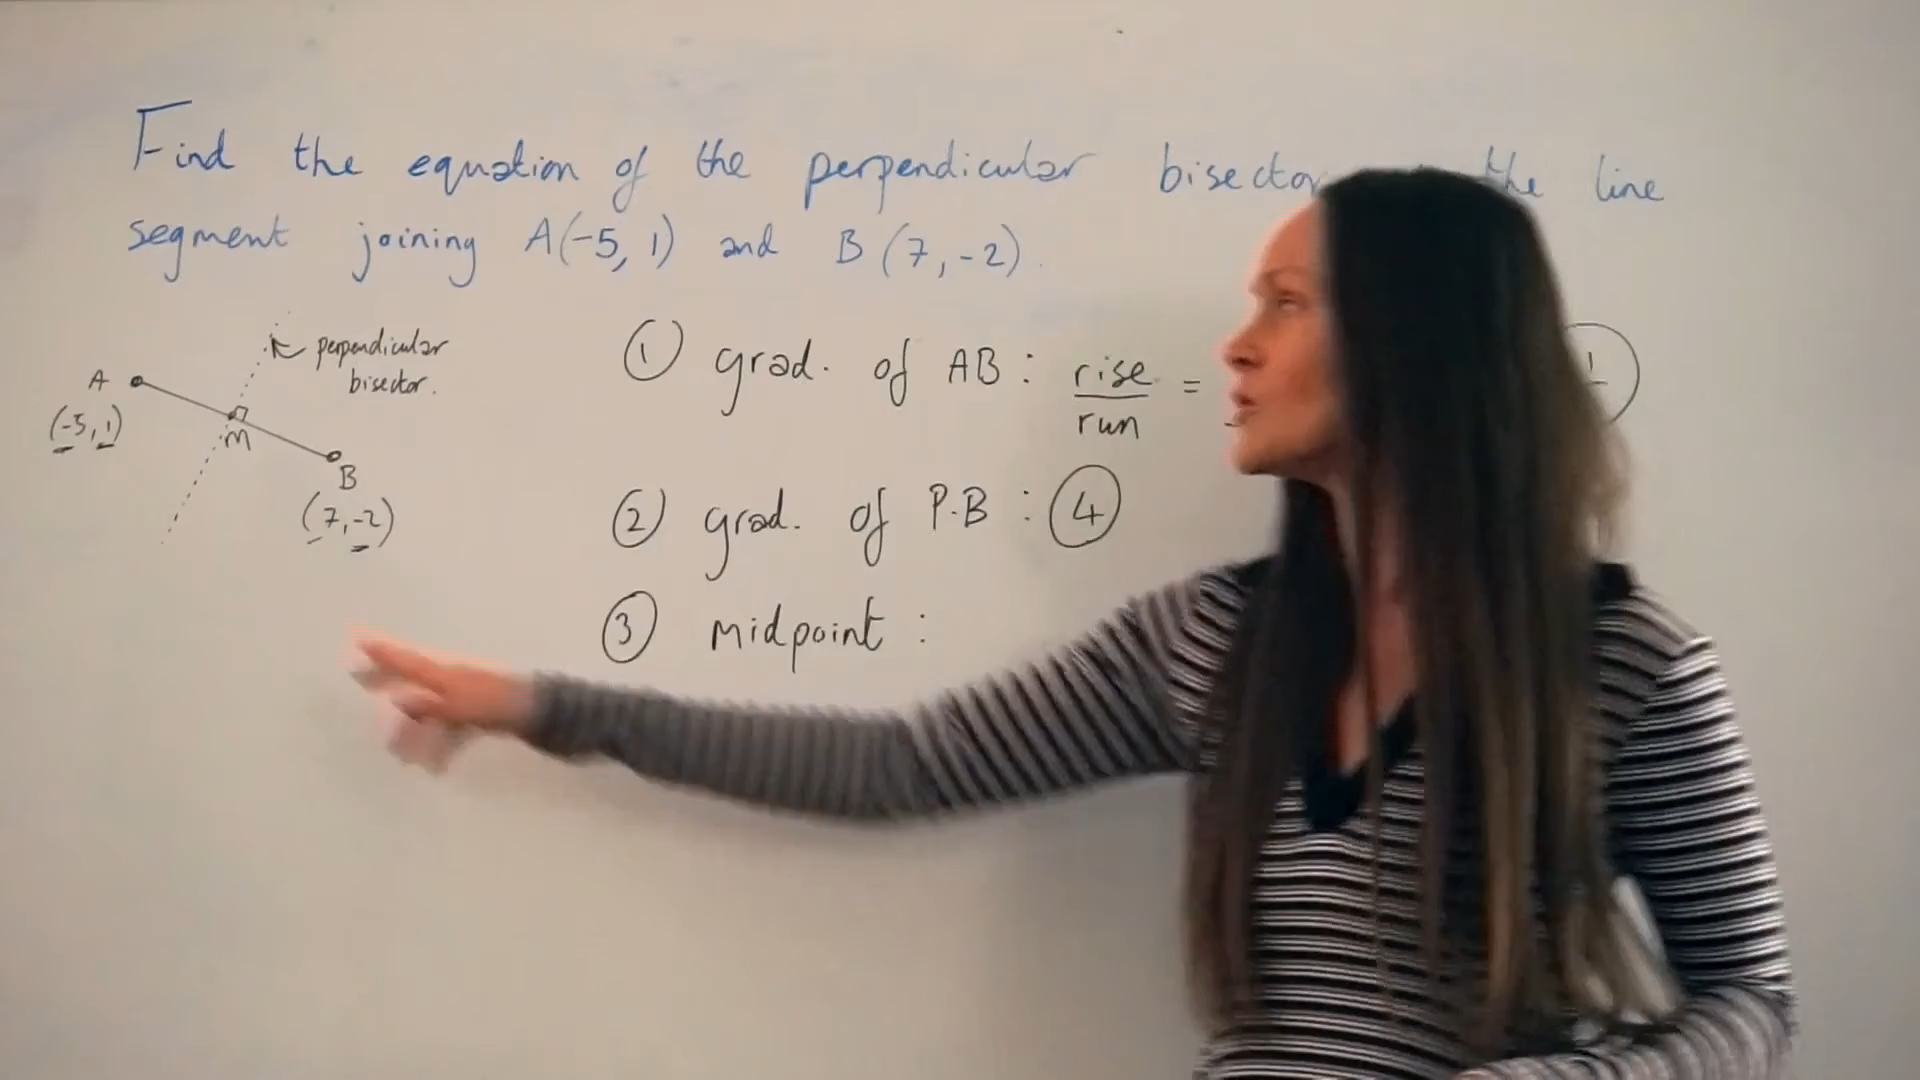 Find the equation of the perpendicular bisector the line
segment joining A(-5, 1) and B (7, -2).
perpendicular
bisector.
A
(-5, 1)
M
B
(7, -2)
① grad. of AB : rise =
run
② grad. of P.B : 4
③ midpoint :